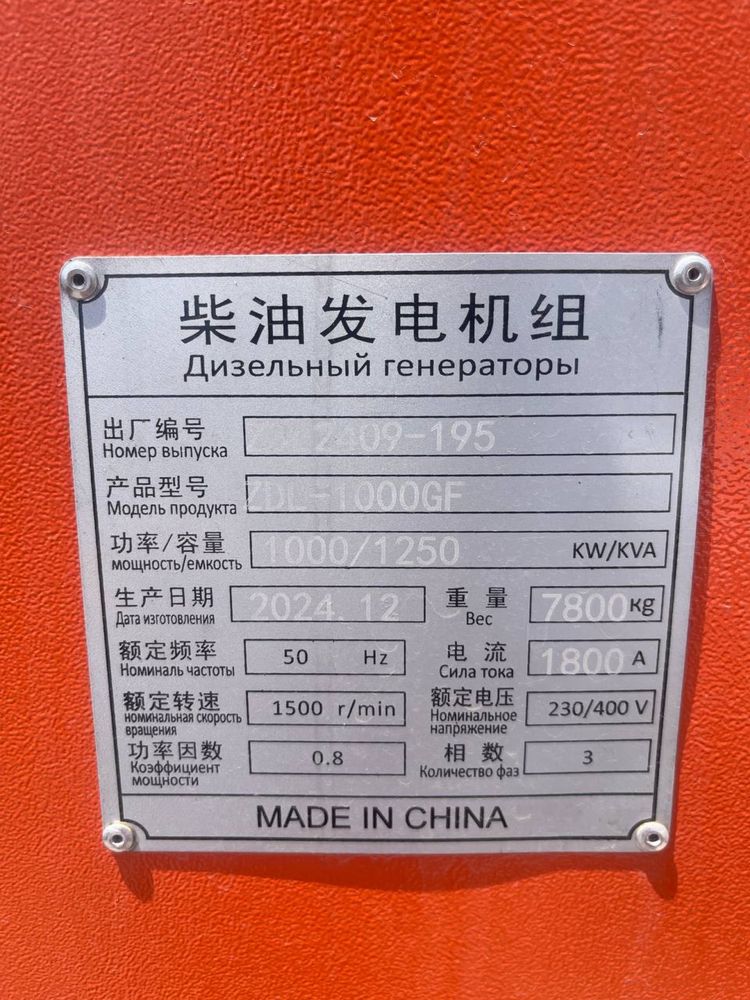 柴油发电机组
Дизельный генераторы
出厂编号
Номер выпуска
2409-195
产品型号
Модель продукта
ZDL-1000GF
功率/容量
мощность/емкость
1000/1250 KW/KVA
生产日期
Дата изготовления
2024.12
重量
Вес
7800 Kg
额定频率
Номиналь частоты
50 Hz
电流
Сила тока
1800 A
额定转速
номинальная скорость
вращения
1500 r/min
额定电压
Номинальное
напряжение
230/400 V
功率因数
Коэффициент
мощности
0.8
相数
Количество фаз
3
MADE IN CHINA